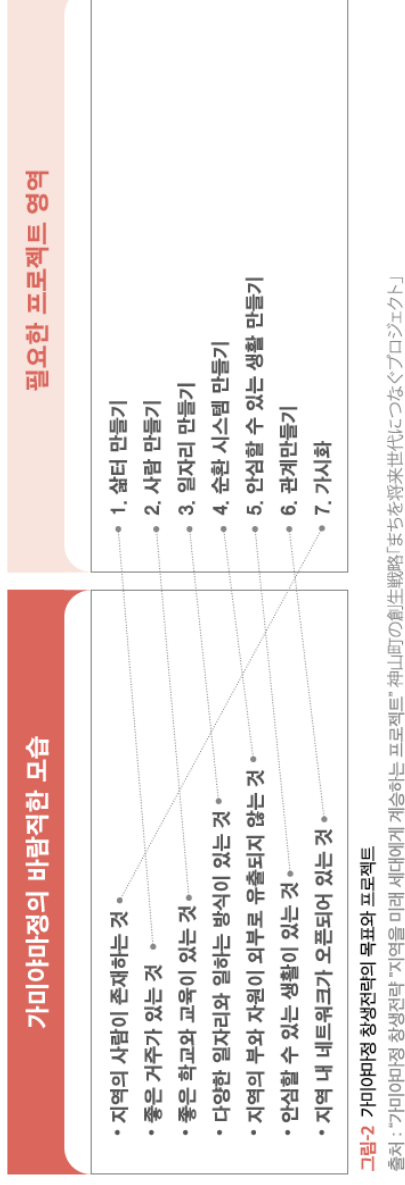 가미야마정의 바람직한 모습
• 지역의 사람이 존재하는 것
• 좋은 거주가 있는 것
• 좋은 학교와 교육이 있는 것
• 다양한 일자리와 일하는 방식이 있는 것
• 지역의 부와 자원이 외부로 유출되지 않는 것
• 안심할 수 있는 생활이 있는 것
• 지역 내 네트워크가 오픈되어 있는 것
필요한 프로젝트 영역
• 1. 삶터 만들기
• 2. 사람 만들기
• 3. 일자리 만들기
• 4. 순환 시스템 만들기
• 5. 안심할 수 있는 생활 만들기
• 6. 관계만들기
• 7. 가시화
그림-2 가미야마정 창생전략의 목표와 프로젝트
출처 : "가미야마정 창생전략 "지역을 미래 세대에게 계승하는 프로젝트" 神山町の創生戦略「まちを将来世代につなぐプロジェクト」